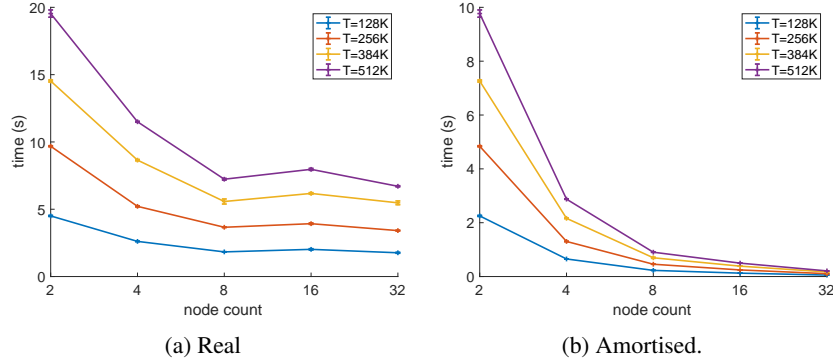 20
15
10
5
0
time (s)
2
4
8
16
32
node count
T=128K
T=256K
T=384K
T=512K
(a) Real
10
8
6
4
2
0
time (s)
2
4
8
16
32
node count
T=128K
T=256K
T=384K
T=512K
(b) Amortised.